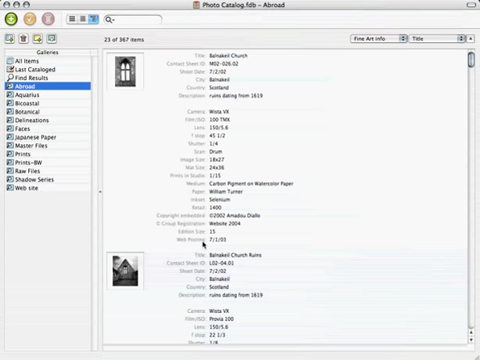 Photo Catalog.fdb - Abroad
23 of 367 items
Fine Art info
Title
Galleries
All Items
Last Cataloged
Find Results
Abroad
Aquarius
Bicoastal
Botanical
Delineations
Faces
Japanese Paper
Master Files
Prints
Prints-BW
Raw Files
Shadow Series
Web site
Title: Balnakeil Church
Contact Sheet ID: M02-026.02
Shoot Date: 7/2/02
City: Balnakeil
Country: Scotland
Description: ruins dating from 1619
Camera: Wista VX
Film/ISO: 100 TMX
Lens: 150/5.6
F stop: 45 1/2
Shutter: 1/4
Scan: Drum
Image Size: 18x27
Mat Size: 24x36
Prints in Studio: 1/15
Medium: Carbon Pigment on Watercolor Paper
Paper: William Turner
Inkset: Selenium
Retail: 1400
Copyright embedded: ©2002 Amadou Diallo
© Group Registration: Website 2004
Edition Size: 15
Web Posting: 7/1/03
Title: Balnakeil Church Ruins
Contact Sheet ID: L02-04.01
Shoot Date: 7/2/02
City: Balnakeil
Country: Scotland
Description: ruins dating from 1619
Camera: Wista VX
Film/ISO: Provia 100
Lens: 150/5.6
F stop: 22 1/3
Shutter: 1/8